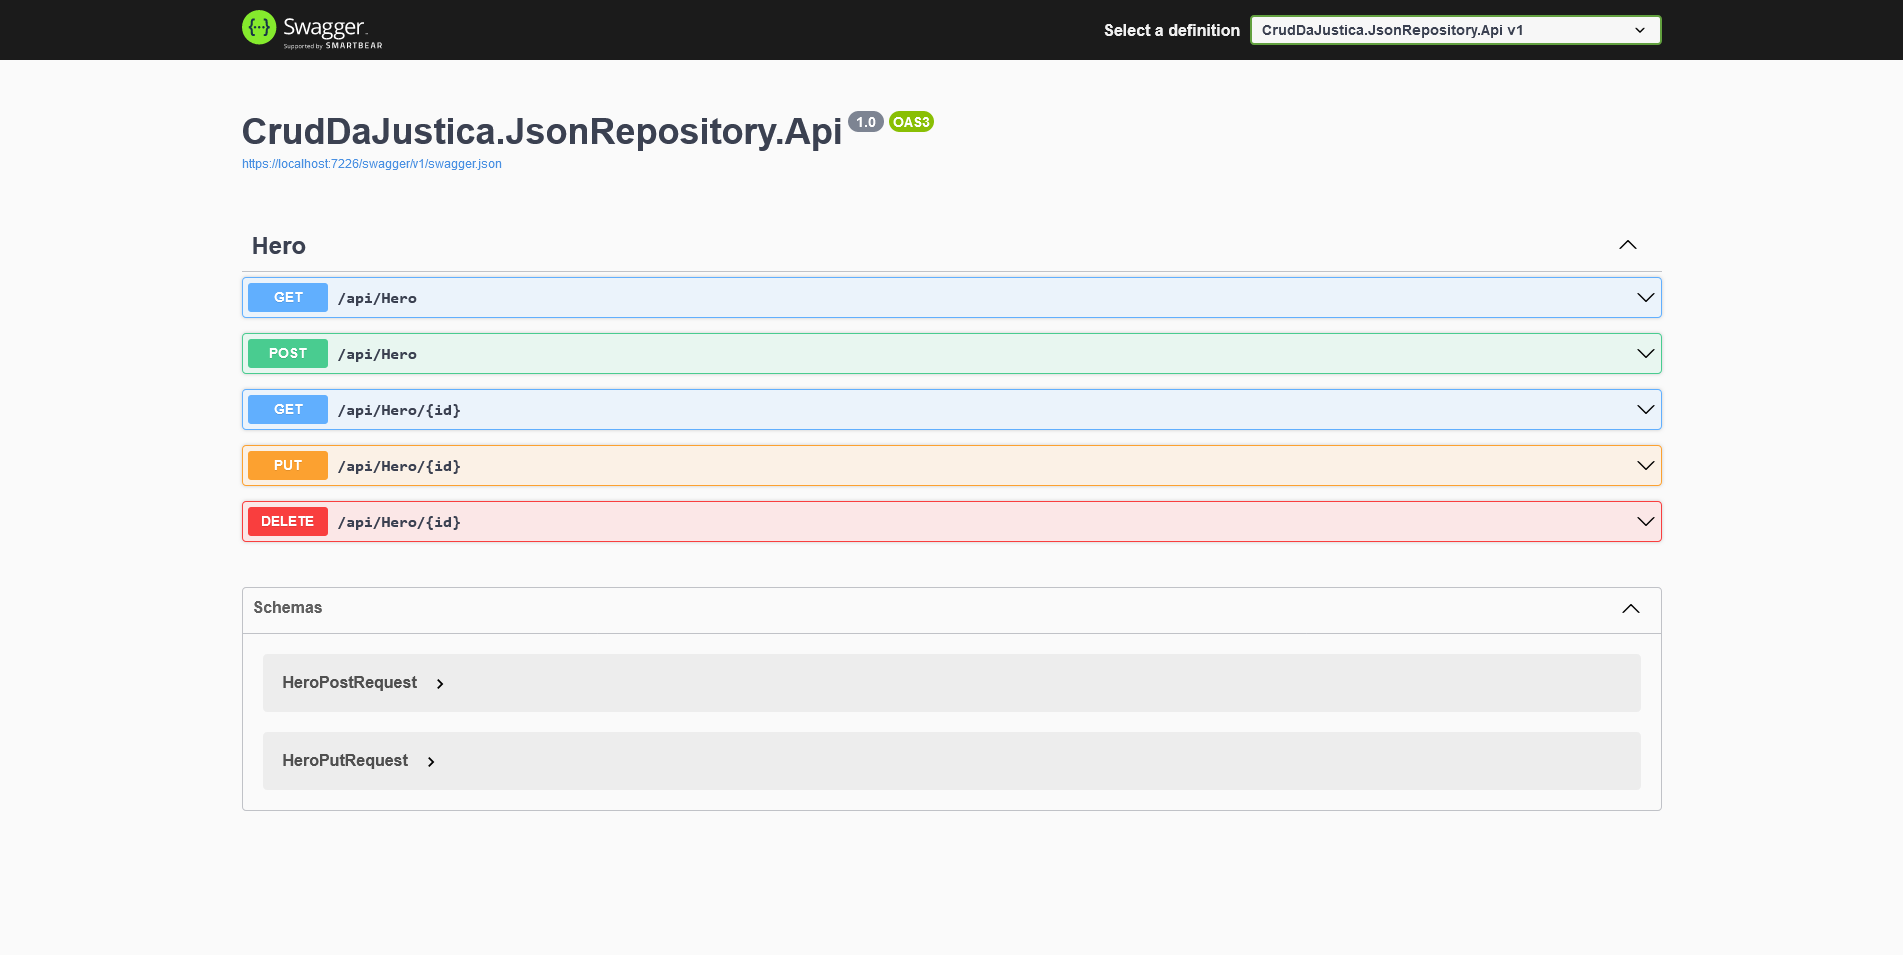 Swagger
Supported by SMARTBEAR
Select a definition
CrudDaJustica.JsonRepository.Api v1
CrudDaJustica.JsonRepository.Api 1.0 OAS3
https://localhost:7226/swagger/v1/swagger.json
Hero
GET /api/Hero
POST /api/Hero
GET /api/Hero/{id}
PUT /api/Hero/{id}
DELETE /api/Hero/{id}
Schemas
HeroPostRequest
HeroPutRequest